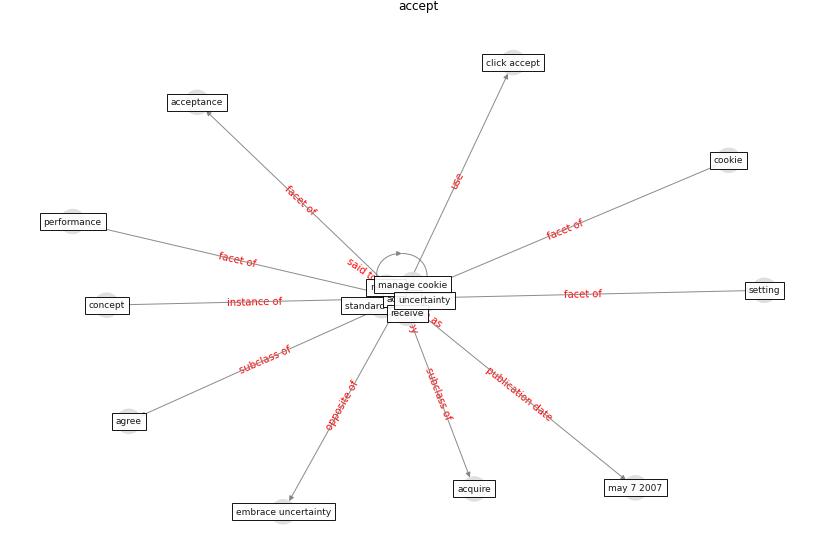 accept
click accept
acceptance
cookie
use
facet of
performance
facet of
facet of
said to
manage cookie
setting
facet of
uncertainty
concept
instance of
standard
receive
as
subclass of
agree
opposite of
subclass of
publication date
embrace uncertainty
acquire
may 7 2007